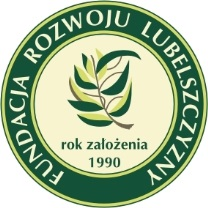 FUNDACJA ROZWOJU LUBELSZCZYZNY
rok założenia
1990